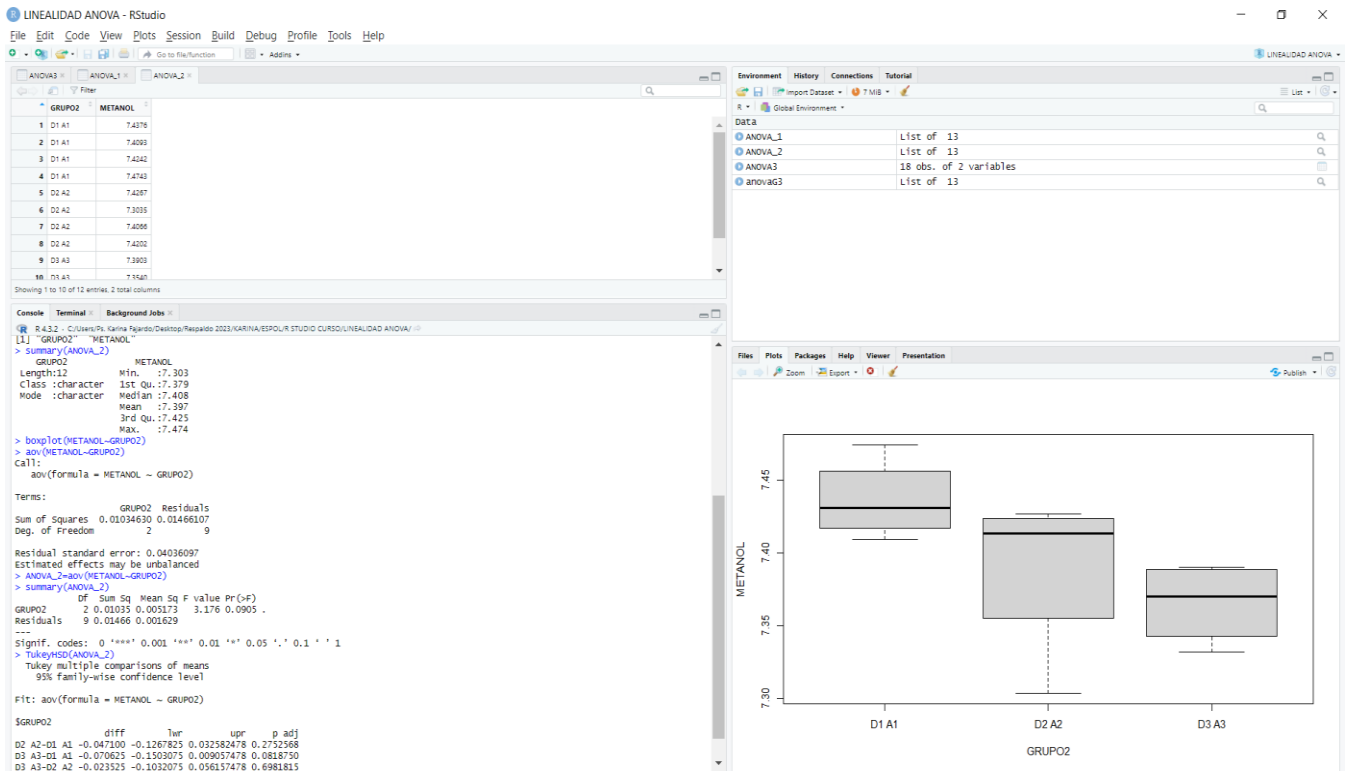 LINEALIDAD ANOVA - RStudio
File Edit Code View Plots Session Build Debug Profile Tools Help
Go to file/function Addins
LINEALIDAD ANOVA
ANOVA3 ANOVA_1 ANOVA_2
Filter
GRUPO2 METANOL
1 D1 A1 7.4376
2 D1 A1 7.4093
3 D1 A1 7.4242
4 D1 A1 7.4743
5 D2 A2 7.4267
6 D2 A2 7.3035
7 D2 A2 7.4066
8 D2 A2 7.4202
9 D3 A3 7.3903
10 D3 A3 7.3540
Showing 1 to 10 of 12 entries, 2 total columns
Console Terminal Background Jobs
R 4.3.2 · C:/Users/Ps. Karina Fajardo/Desktop/Respaldo 2023/KARINA/ESPOL/R STUDIO CURSO/LINEALIDAD ANOVA/
[1] "GRUPO2" "METANOL"
> summary(ANOVA_2)
GRUPO2 METANOL
Length:12 Min. :7.303
Class :character 1st Qu.:7.379
Mode :character Median :7.408
Mean :7.397
3rd Qu.:7.425
Max. :7.474
> boxplot(METANOL~GRUPO2)
> aov(METANOL~GRUPO2)
Call:
aov(formula = METANOL ~ GRUPO2)
Terms:
GRUPO2 Residuals
Sum of Squares 0.01034630 0.01466107
Deg. of Freedom 2 9
Residual standard error: 0.04036097
Estimated effects may be unbalanced
> ANOVA_2=aov(METANOL~GRUPO2)
> summary(ANOVA_2)
Df Sum Sq Mean Sq F value Pr(>F)
GRUPO2 2 0.01035 0.005173 3.176 0.0905 .
Residuals 9 0.01466 0.001629
---
Signif. codes: 0 ‘***’ 0.001 ‘**’ 0.01 ‘*’ 0.05 ‘.’ 0.1 ‘ ’ 1
> TukeyHSD(ANOVA_2)
Tukey multiple comparisons of means
95% family-wise confidence level
Fit: aov(formula = METANOL ~ GRUPO2)
$GRUPO2
diff lwr upr p adj
D2 A2-D1 A1 -0.047100 -0.1267825 0.032582478 0.2752568
D3 A3-D1 A1 -0.070625 -0.1503075 0.009057478 0.0818750
D3 A3-D2 A2 -0.023525 -0.1032075 0.056157478 0.6981815
Environment History Connections Tutorial
Import Dataset 7 MiB List
R Global Environment
Data
ANOVA_1 List of 13
ANOVA_2 List of 13
ANOVA3 18 obs. of 2 variables
anovaG3 List of 13
Files Plots Packages Help Viewer Presentation
Zoom Export Publish
METANOL
7.45
7.40
7.35
7.30
D1 A1 D2 A2 D3 A3
GRUPO2